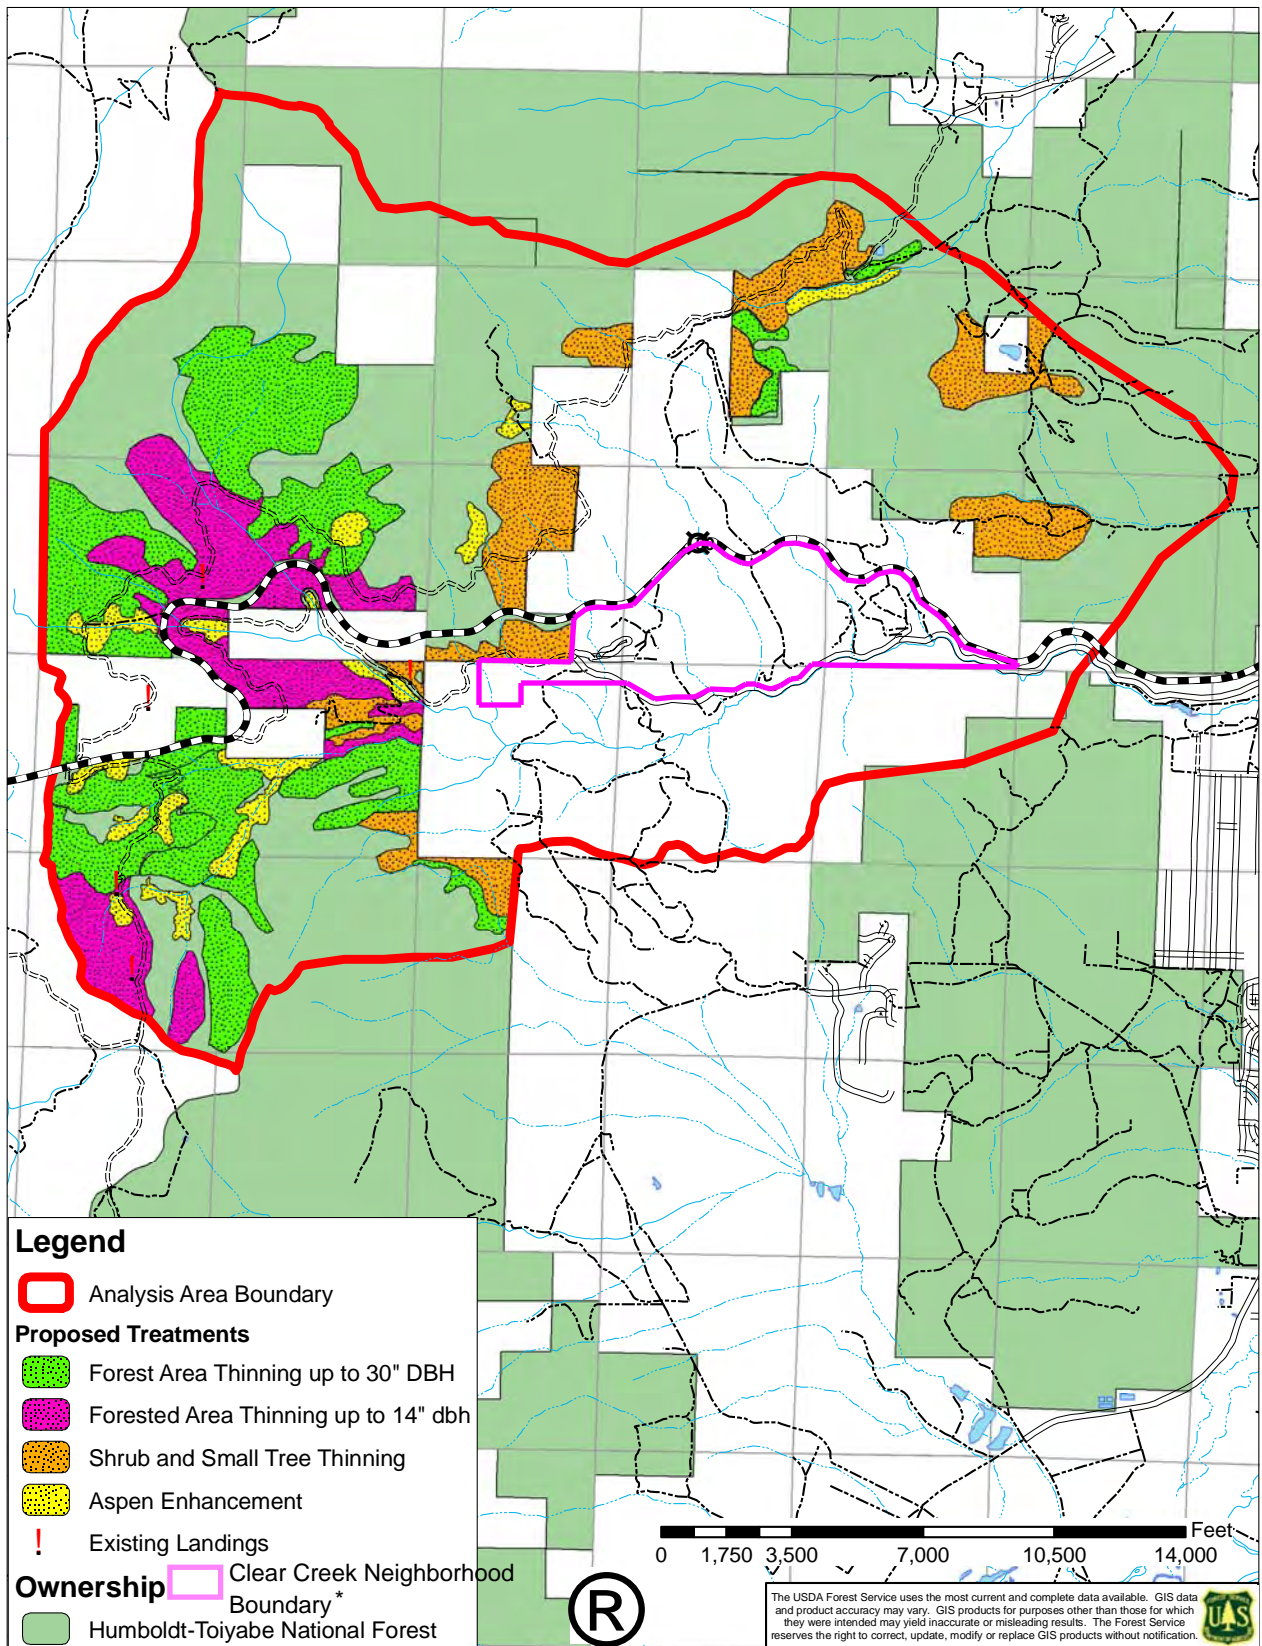 Legend
Analysis Area Boundary
Proposed Treatments
Forest Area Thinning up to 30" DBH
Forested Area Thinning up to 14" dbh
Shrub and Small Tree Thinning
Aspen Enhancement
! Existing Landings
Ownership
Clear Creek Neighborhood
Boundary *
Humboldt-Toiyabe National Forest
®
Feet
0 1,750 3,500 7,000 10,500 14,000
The USDA Forest Service uses the most current and complete data available. GIS data
and product accuracy may vary. GIS products for purposes other than those for which
they were intended may yield inaccurate or misleading results. The Forest Service
reserves the right to correct, update, modify or replace GIS products without notification.
UAS